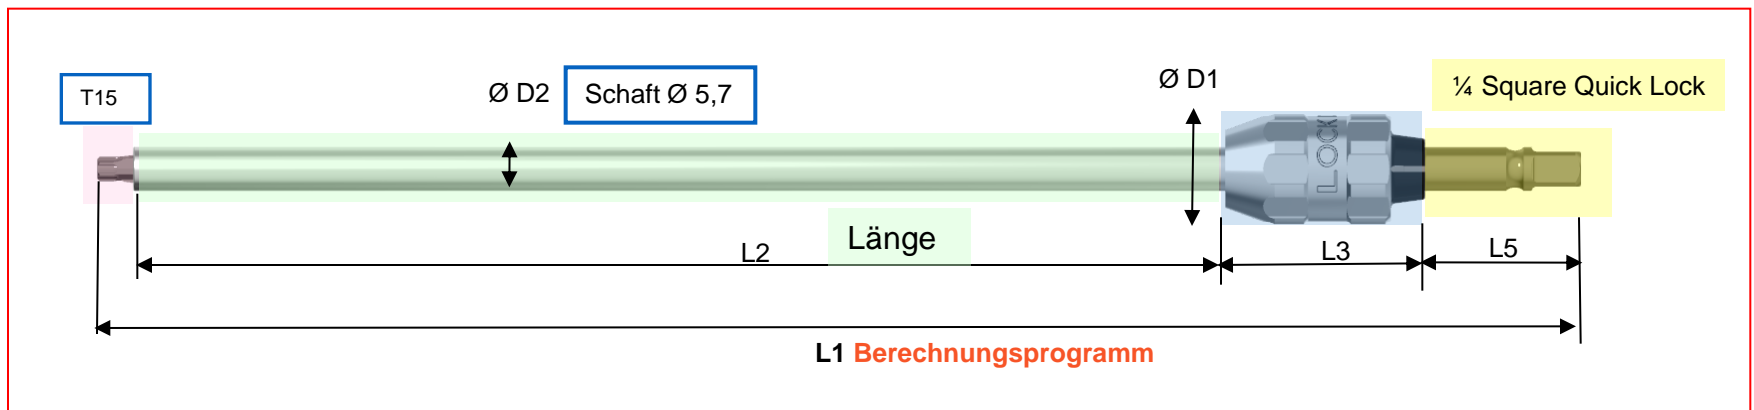 T15
Ø D2
Schaft Ø 5,7
Ø D1
¼ Square Quick Lock
LOCK
Länge
L2
L3
L5
L1 Berechnungsprogramm